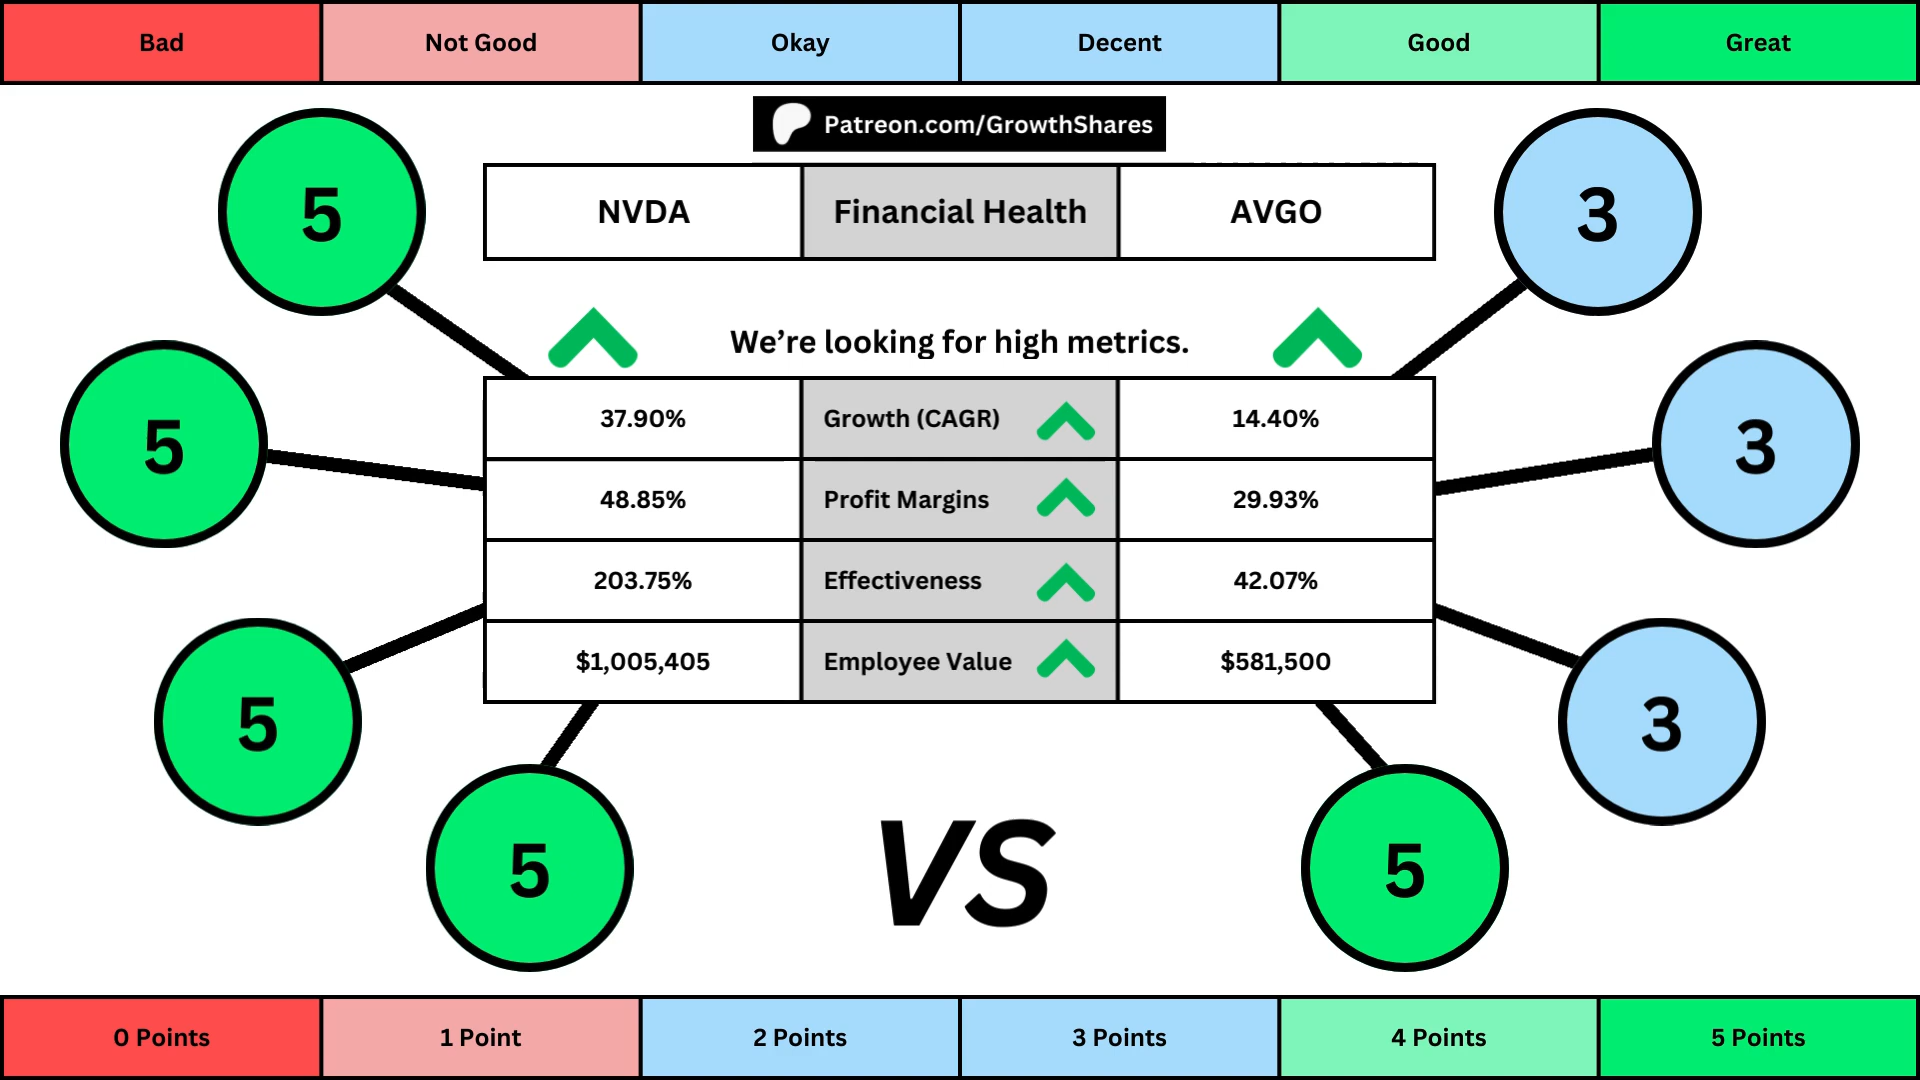 Bad Not Good Okay Decent Good Great
Patreon.com/GrowthShares
NVDA Financial Health AVGO
5
3
We're looking for high metrics.
37.90% Growth (CAGR) 14.40%
5
3
48.85% Profit Margins 29.93%
203.75% Effectiveness 42.07%
$1,005,405 Employee Value $581,500
5
3
5
VS
5
0 Points 1 Point 2 Points 3 Points 4 Points 5 Points